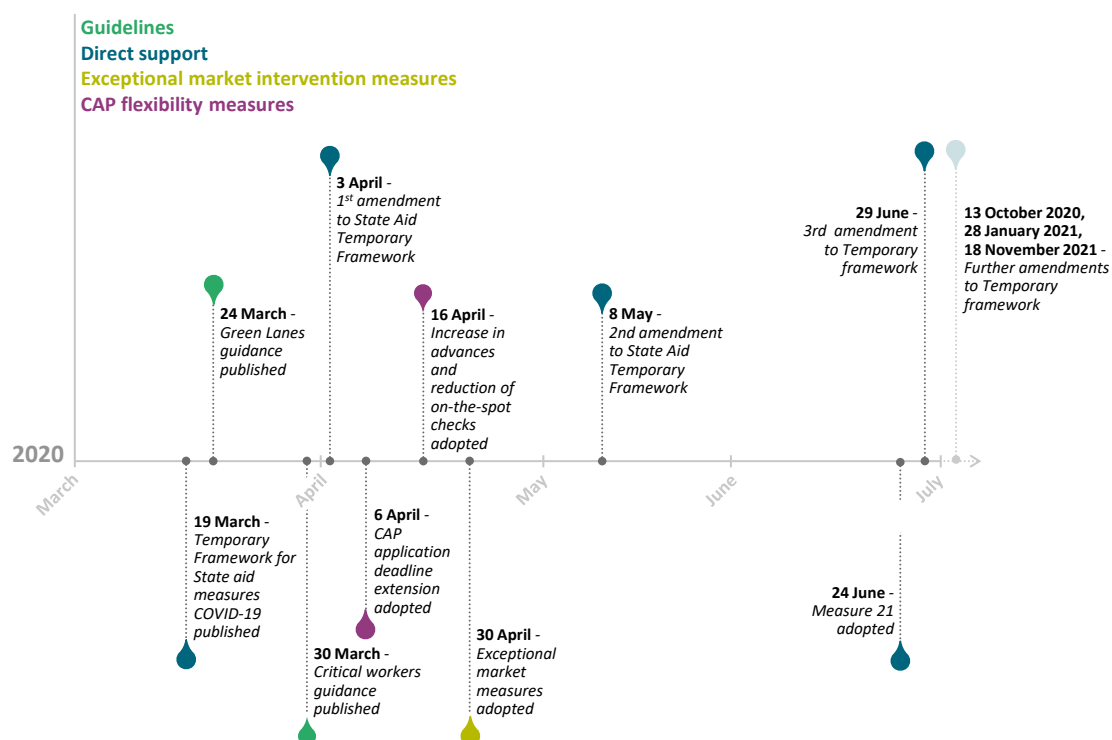 Guidelines
Direct support
Exceptional market intervention measures
CAP flexibility measures
3 April -
1st amendment
to State Aid
Temporary
Framework
29 June -
3rd amendment
to Temporary
framework
13 October 2020,
28 January 2021,
18 November 2021 -
Further amendments
to Temporary
framework
24 March -
Green Lanes
guidance
published
16 April -
Increase in
advances
and
reduction of
on-the-spot
checks
adopted
8 May -
2nd amendment
to State Aid
Temporary
Framework
2020
March
April
May
June
July
19 March -
Temporary
Framework for
State aid
measures
COVID-19
published
6 April -
CAP
application
deadline
extension
adopted
30 March -
Critical workers
guidance
published
30 April -
Exceptional
market
measures
adopted
24 June -
Measure 21
adopted